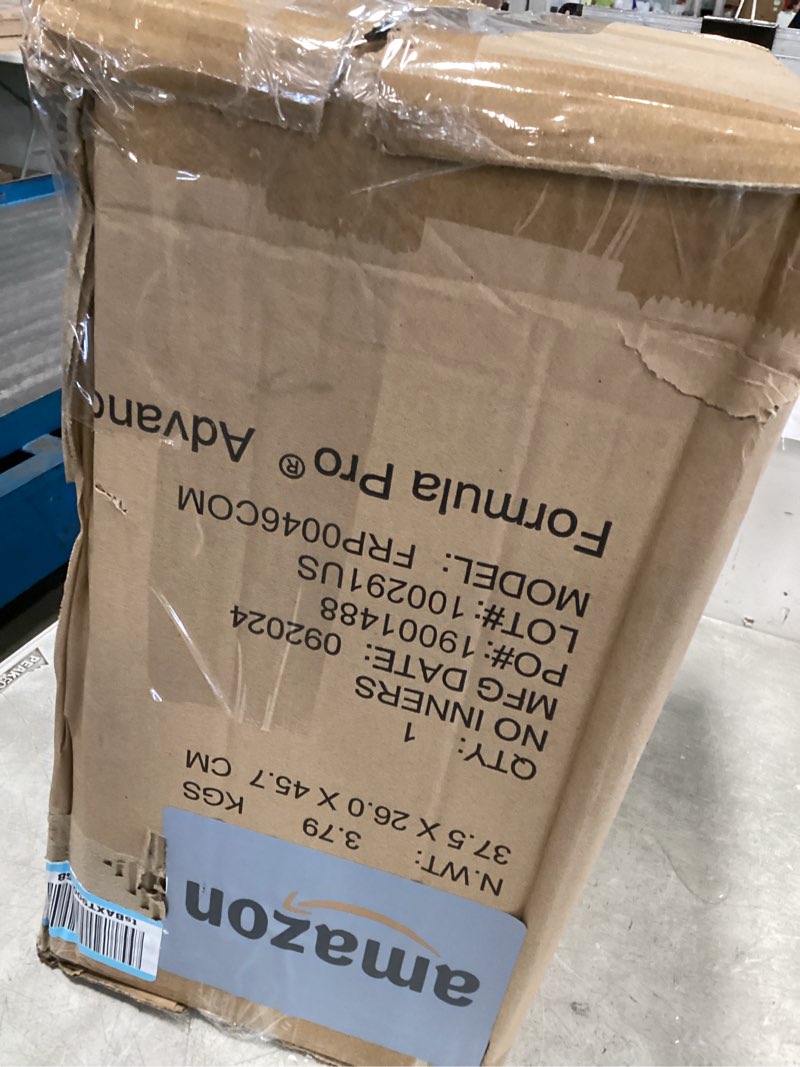 Formula Pro® Advanc
MODEL: FRP0046COM
LOT#: 100291US
PO#: 19001488
MFG DATE: 092024
NO INNERS
QTY: 1
37.5 X 26.0 X 45.7 CM
N.WT: 3.79 KGS
amazon